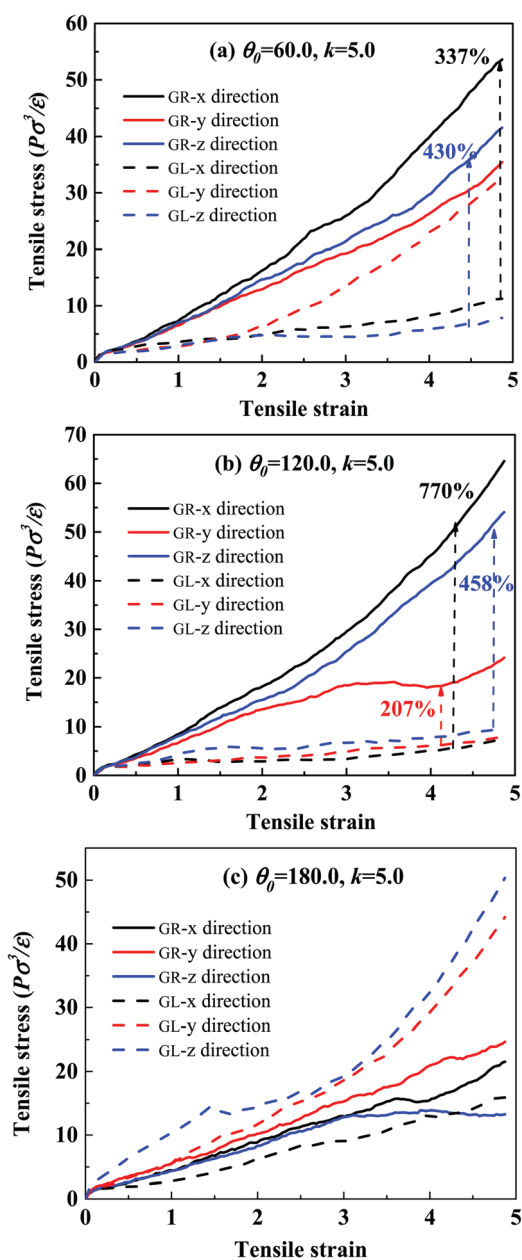 (a) θ₀=60.0, k=5.0
337%
430%
GR-x direction
GR-y direction
GR-z direction
GL-x direction
GL-y direction
GL-z direction
Tensile stress (Pσ³/ε)
60
50
40
30
20
10
0
0 1 2 3 4 5
Tensile strain
(b) θ₀=120.0, k=5.0
770%
458%
207%
GR-x direction
GR-y direction
GR-z direction
GL-x direction
GL-y direction
GL-z direction
Tensile stress (Pσ³/ε)
70
60
50
40
30
20
10
0
0 1 2 3 4 5
Tensile strain
(c) θ₀=180.0, k=5.0
GR-x direction
GR-y direction
GR-z direction
GL-x direction
GL-y direction
GL-z direction
Tensile stress (Pσ³/ε)
50
40
30
20
10
0
0 1 2 3 4 5
Tensile strain